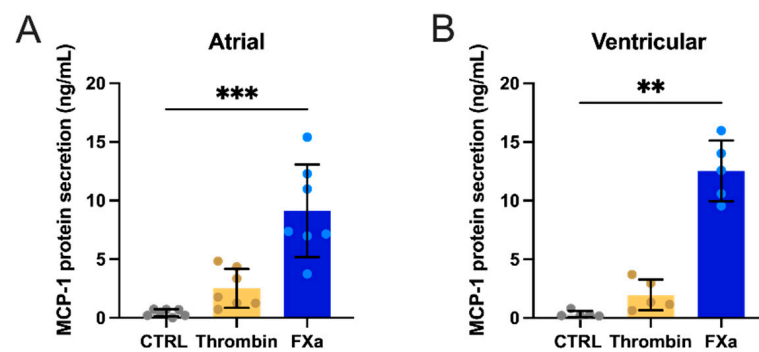 A
Atrial
MCP-1 protein secretion (ng/mL)
20
15
10
5
0
***
CTRL Thrombin FXa
B
Ventricular
MCP-1 protein secretion (ng/mL)
20
15
10
5
0
**
CTRL Thrombin FXa